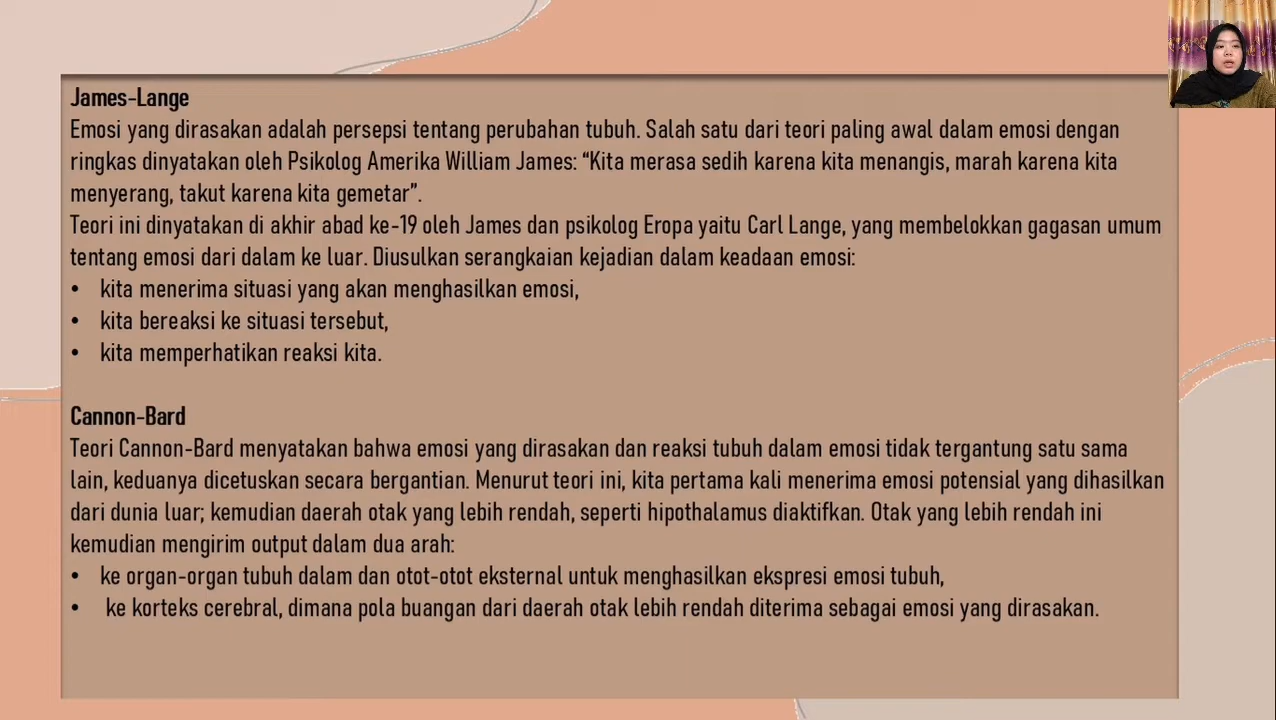 James-Lange
Emosi yang dirasakan adalah persepsi tentang perubahan tubuh. Salah satu dari teori paling awal dalam emosi dengan
ringkas dinyatakan oleh Psikolog Amerika William James: “Kita merasa sedih karena kita menangis, marah karena kita
menyerang, takut karena kita gemetar”.
Teori ini dinyatakan di akhir abad ke-19 oleh James dan psikolog Eropa yaitu Carl Lange, yang membelokkan gagasan umum
tentang emosi dari dalam ke luar. Diusulkan serangkaian kejadian dalam keadaan emosi:
• kita menerima situasi yang akan menghasilkan emosi,
• kita bereaksi ke situasi tersebut,
• kita memperhatikan reaksi kita.
Cannon-Bard
Teori Cannon-Bard menyatakan bahwa emosi yang dirasakan dan reaksi tubuh dalam emosi tidak tergantung satu sama
lain, keduanya dicetuskan secara bergantian. Menurut teori ini, kita pertama kali menerima emosi potensial yang dihasilkan
dari dunia luar; kemudian daerah otak yang lebih rendah, seperti hipothalamus diaktifkan. Otak yang lebih rendah ini
kemudian mengirim output dalam dua arah:
• ke organ-organ tubuh dalam dan otot-otot eksternal untuk menghasilkan ekspresi emosi tubuh,
• ke korteks cerebral, dimana pola buangan dari daerah otak lebih rendah diterima sebagai emosi yang dirasakan.